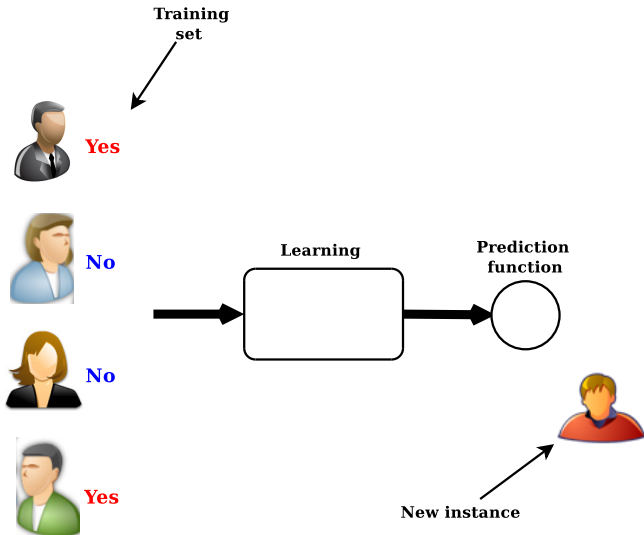 Training
set
Yes
No
Learning
Prediction
function
No
Yes
New instance